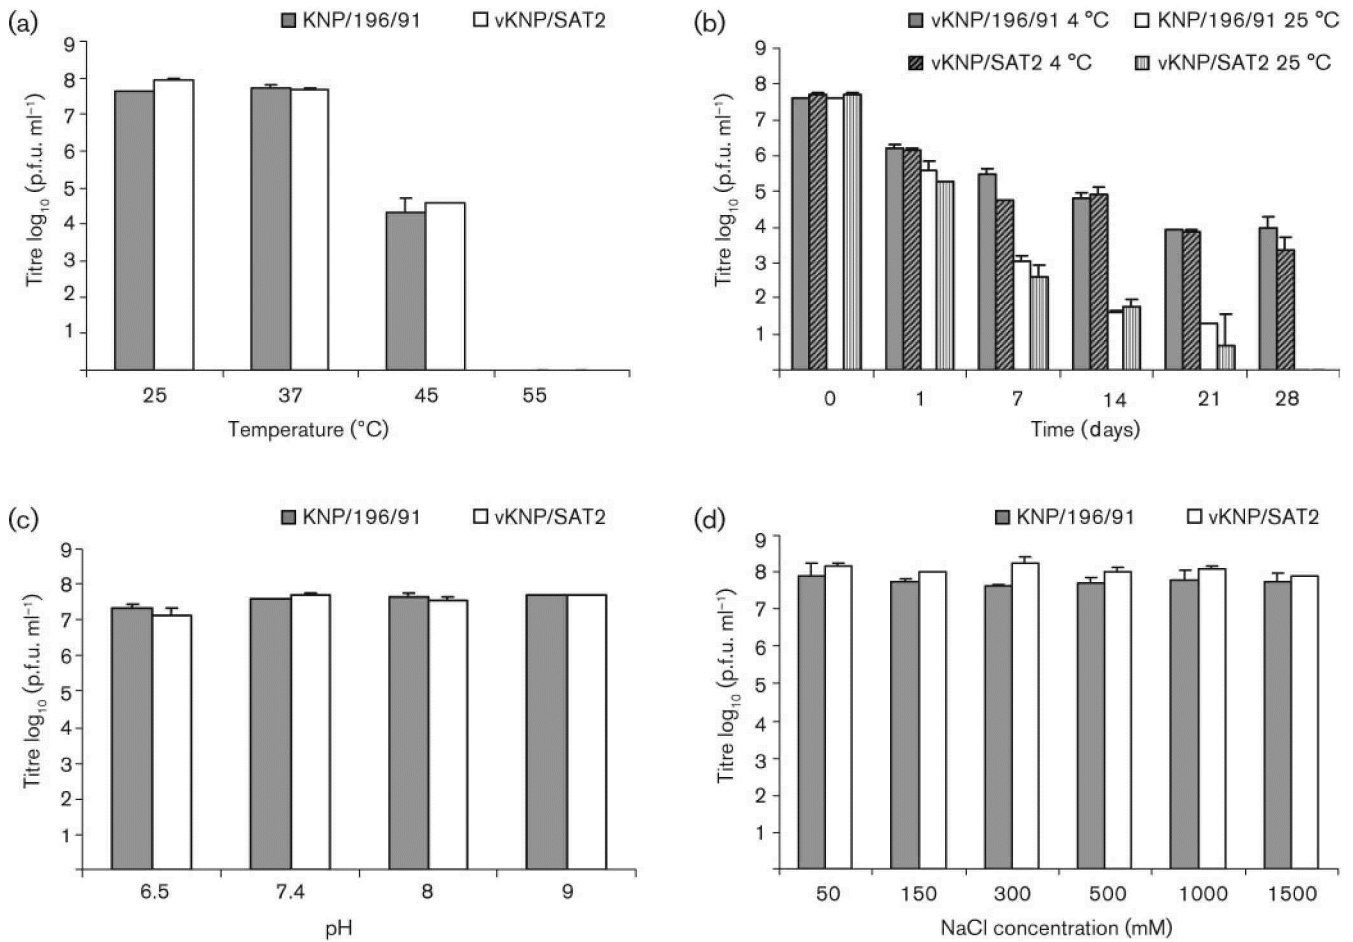 (a)
KNP/196/91 vKNP/SAT2
Titre log₁₀ (p.f.u. ml⁻¹)
9
8
7
6
5
4
3
2
1
25 37 45 55
Temperature (°C)
(b)
vKNP/196/91 4 °C KNP/196/91 25 °C
vKNP/SAT2 4 °C vKNP/SAT2 25 °C
Titre log₁₀ (p.f.u. ml⁻¹)
9
8
7
6
5
4
3
2
1
0 1 7 14 21 28
Time (days)
(c)
KNP/196/91 vKNP/SAT2
Titre log₁₀ (p.f.u. ml⁻¹)
9
8
7
6
5
4
3
2
1
6.5 7.4 8 9
pH
(d)
KNP/196/91 vKNP/SAT2
Titre log₁₀ (p.f.u. ml⁻¹)
9
8
7
6
5
4
3
2
1
50 150 300 500 1000 1500
NaCl concentration (mM)